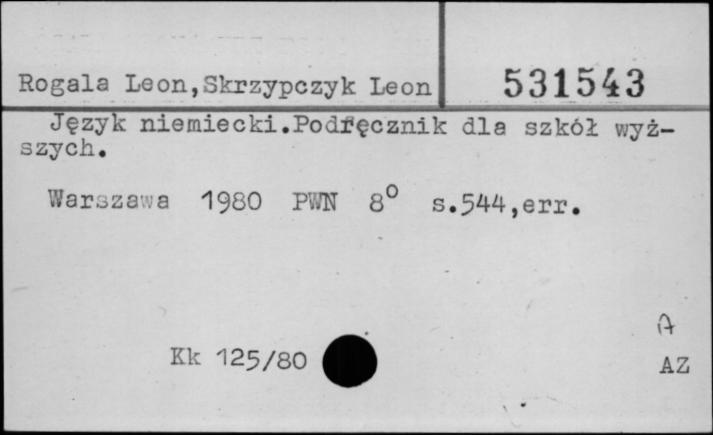 Rogala Leon,Skrzypczyk Leon
531543
Język niemiecki.Podręcznik dla szkół wyż-
szych.
Warszawa 1980 PWN 8° s.544,err.
A
Kk 125/80
AZ